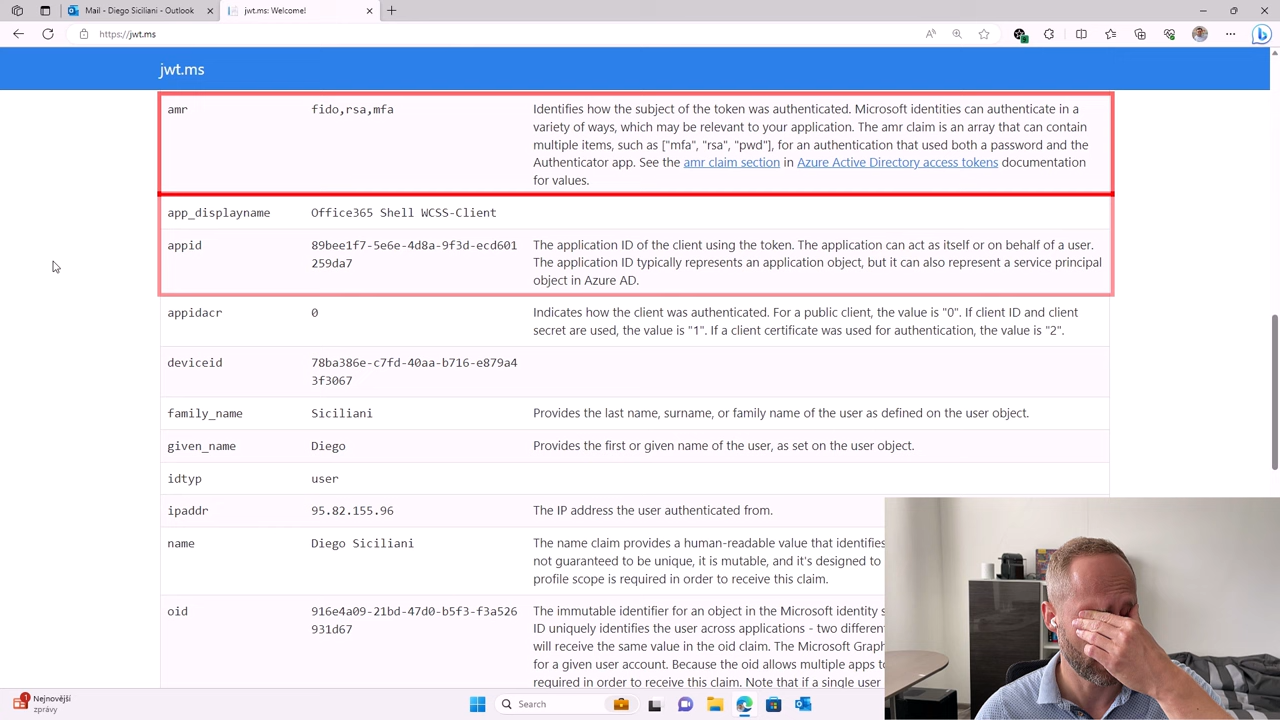 Mail - Diego Siciliani - Outlook
jwt.ms: Welcome!
https://jwt.ms
jwt.ms
amr
fido,rsa,mfa
Identifies how the subject of the token was authenticated. Microsoft identities can authenticate in a
variety of ways, which may be relevant to your application. The amr claim is an array that can contain
multiple items, such as ["mfa", "rsa", "pwd"], for an authentication that used both a password and the
Authenticator app. See the amr claim section in Azure Active Directory access tokens documentation
for values.
app_displayname
Office365 Shell WCSS-Client
appid
89bee1f7-5e6e-4d8a-9f3d-ecd601
259da7
The application ID of the client using the token. The application can act as itself or on behalf of a user.
The application ID typically represents an application object, but it can also represent a service principal
object in Azure AD.
appidacr
0
Indicates how the client was authenticated. For a public client, the value is "0". If client ID and client
secret are used, the value is "1". If a client certificate was used for authentication, the value is "2".
deviceid
78ba386e-c7fd-40aa-b716-e879a4
3f3067
family_name
Siciliani
Provides the last name, surname, or family name of the user as defined on the user object.
given_name
Diego
Provides the first or given name of the user, as set on the user object.
idtyp
user
ipaddr
95.82.155.96
The IP address the user authenticated from.
name
Diego Siciliani
The name claim provides a human-readable value that identifies
not guaranteed to be unique, it is mutable, and it's designed to
profile scope is required in order to receive this claim.
oid
916e4a09-21bd-47d0-b5f3-f3a526
931d67
The immutable identifier for an object in the Microsoft identity s
ID uniquely identifies the user across applications - two different
will receive the same value in the oid claim. The Microsoft Graph
for a given user account. Because the oid allows multiple apps to
required in order to receive this claim. Note that if a single user
1
Nejnovější
zprávy
Search